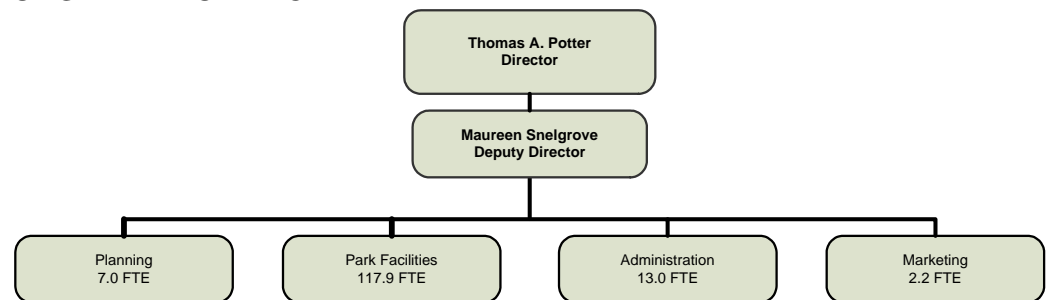 Thomas A. Potter
Director
Maureen Snelgrove
Deputy Director
Planning
7.0 FTE
Park Facilities
117.9 FTE
Administration
13.0 FTE
Marketing
2.2 FTE